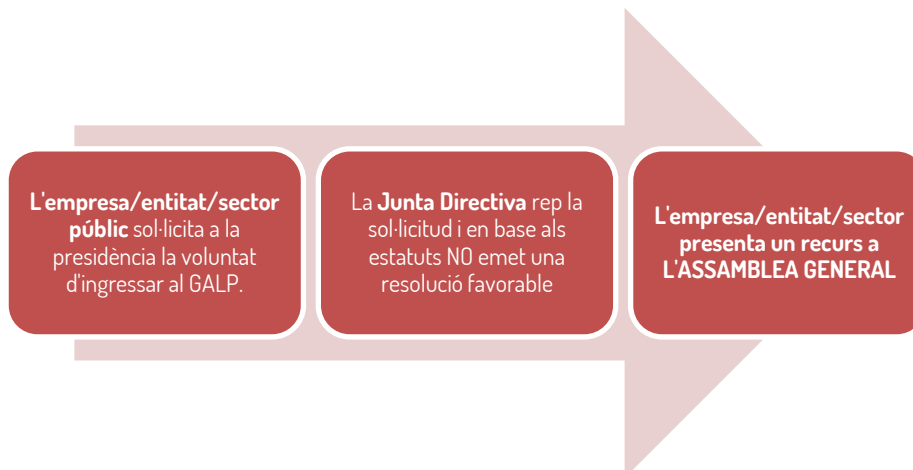 L'empresa/entitat/sector
públic sol·licita a la
presidència la voluntat
d'ingressar al GALP.
La Junta Directiva rep la
sol·licitud i en base als
estatuts NO emet una
resolució favorable
L'empresa/entitat/sector
presenta un recurs a
L'ASSAMBLEA GENERAL